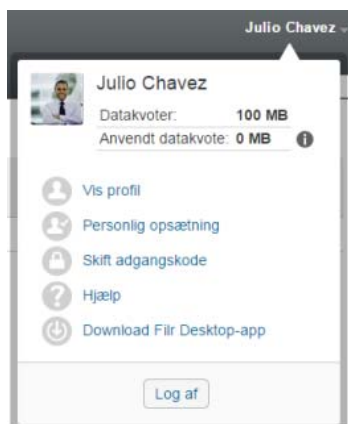 Julio Chavez
Julio Chavez
Datakvoter: 100 MB
Anvendt datakvote: 0 MB
Vis profil
Personlig opsætning
Skift adgangskode
Hjælp
Download Filr Desktop-app
Log af